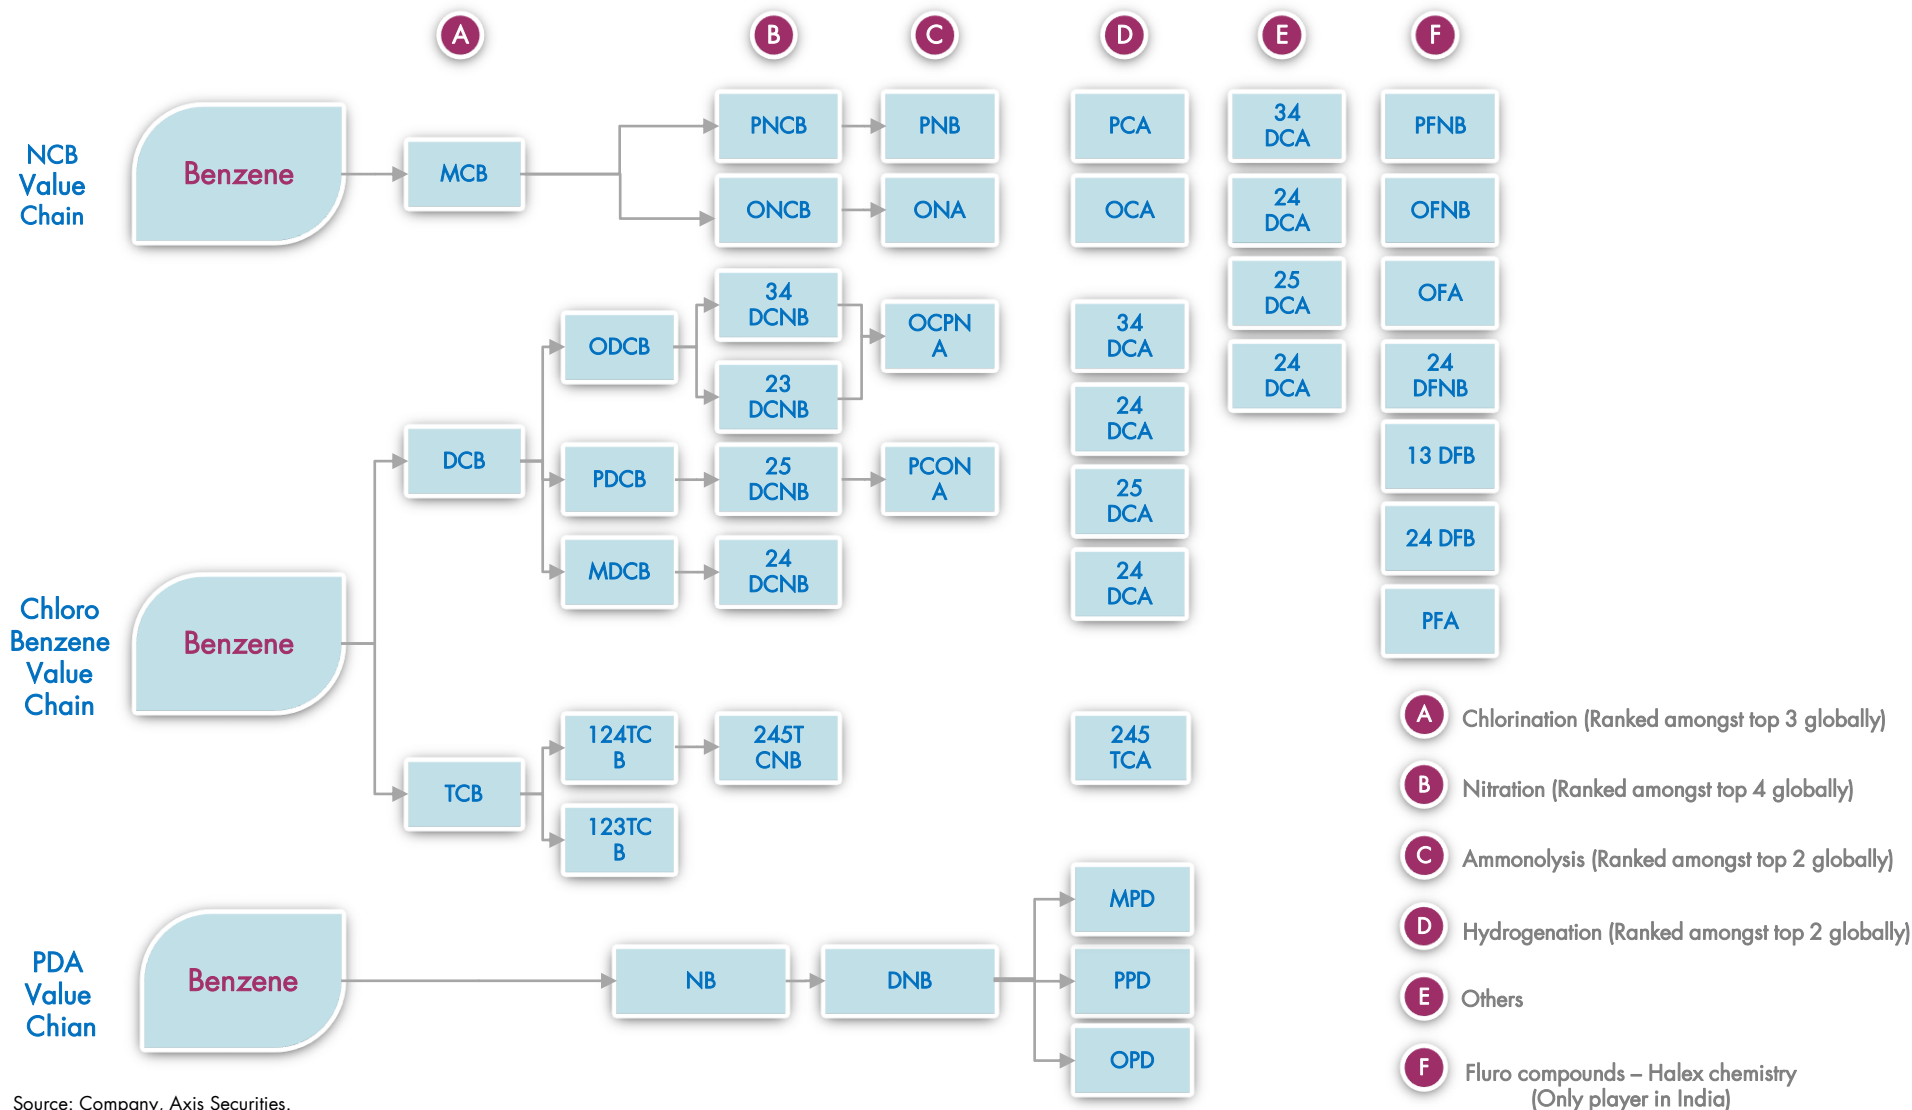 A
B
C
D
E
F
NCB
Value
Chain
Benzene
MCB
PNCB
PNB
PCA
34
DCA
PFNB
ONCB
ONA
OCA
24
DCA
OFNB
25
DCA
OFA
24
DCA
24
DFNB
13 DFB
24 DFB
PFA
Chloro
Benzene
Value
Chain
Benzene
DCB
ODCB
34
DCNB
23
DCNB
OCPN
A
34
DCA
24
DCA
PDCB
25
DCNB
PCON
A
25
DCA
MDCB
24
DCNB
24
DCA
TCB
124TC
B
245T
CNB
245
TCA
123TC
B
PDA
Value
Chian
Benzene
NB
DNB
MPD
PPD
OPD
A Chlorination (Ranked amongst top 3 globally)
B Nitration (Ranked amongst top 4 globally)
C Ammonolysis (Ranked amongst top 2 globally)
D Hydrogenation (Ranked amongst top 2 globally)
E Others
F Fluro compounds – Halex chemistry
(Only player in India)
Source: Company, Axis Securities.